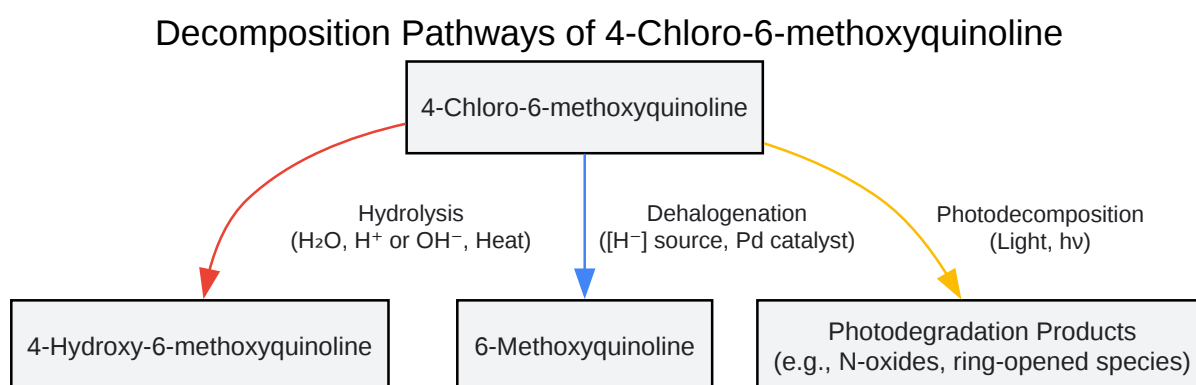 Decomposition Pathways of 4-Chloro-6-methoxyquinoline
4-Chloro-6-methoxyquinoline
Hydrolysis
(H₂O, H⁺ or OH⁻, Heat)
Dehalogenation
([H⁻] source, Pd catalyst)
Photodecomposition
(Light, hν)
4-Hydroxy-6-methoxyquinoline
6-Methoxyquinoline
Photodegradation Products
(e.g., N-oxides, ring-opened species)